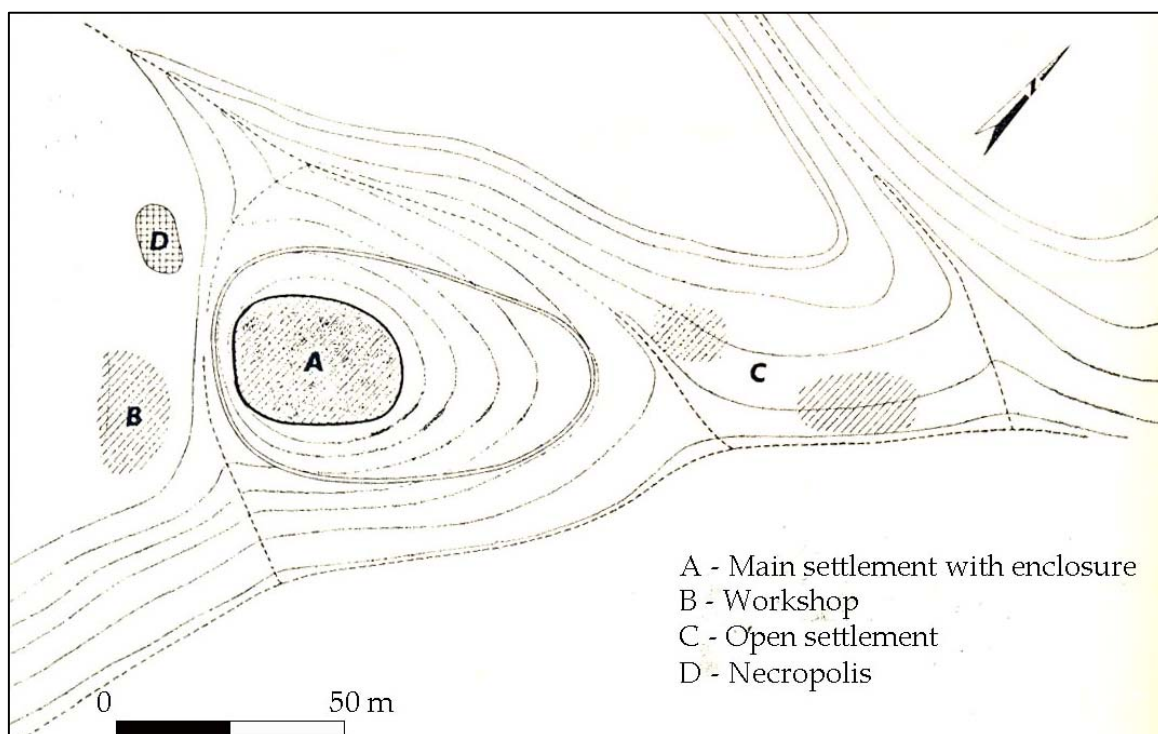 D
A
C
B
A - Main settlement with enclosure
B - Workshop
C - Open settlement
D - Necropolis
0 50 m